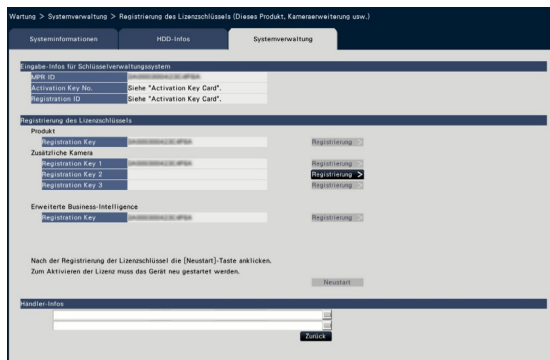 Wartung > Systemverwaltung > Registrierung des Lizenzschlüssels (Dieses Produkt, Kameraerweiterung usw.)
Systeminformationen HDD-Infos Systemverwaltung
Eingabe-Infos für Schlüsselverwaltungssystem
MPR ID
Activation Key No. Siehe "Activation Key Card".
Registration ID Siehe "Activation Key Card".
Registrierung des Lizenzschlüssels
Produkt
Registration Key Registrierung >
Zusätzliche Kamera
Registration Key 1 Registrierung >
Registration Key 2 Registrierung >
Registration Key 3 Registrierung >
Erweiterte Business-Intelligence
Registration Key Registrierung >
Nach der Registrierung der Lizenzschlüssel die [Neustart]-Taste anklicken.
Zum Aktivieren der Lizenz muss das Gerät neu gestartet werden.
Neustart
Händler-Infos
Zurück